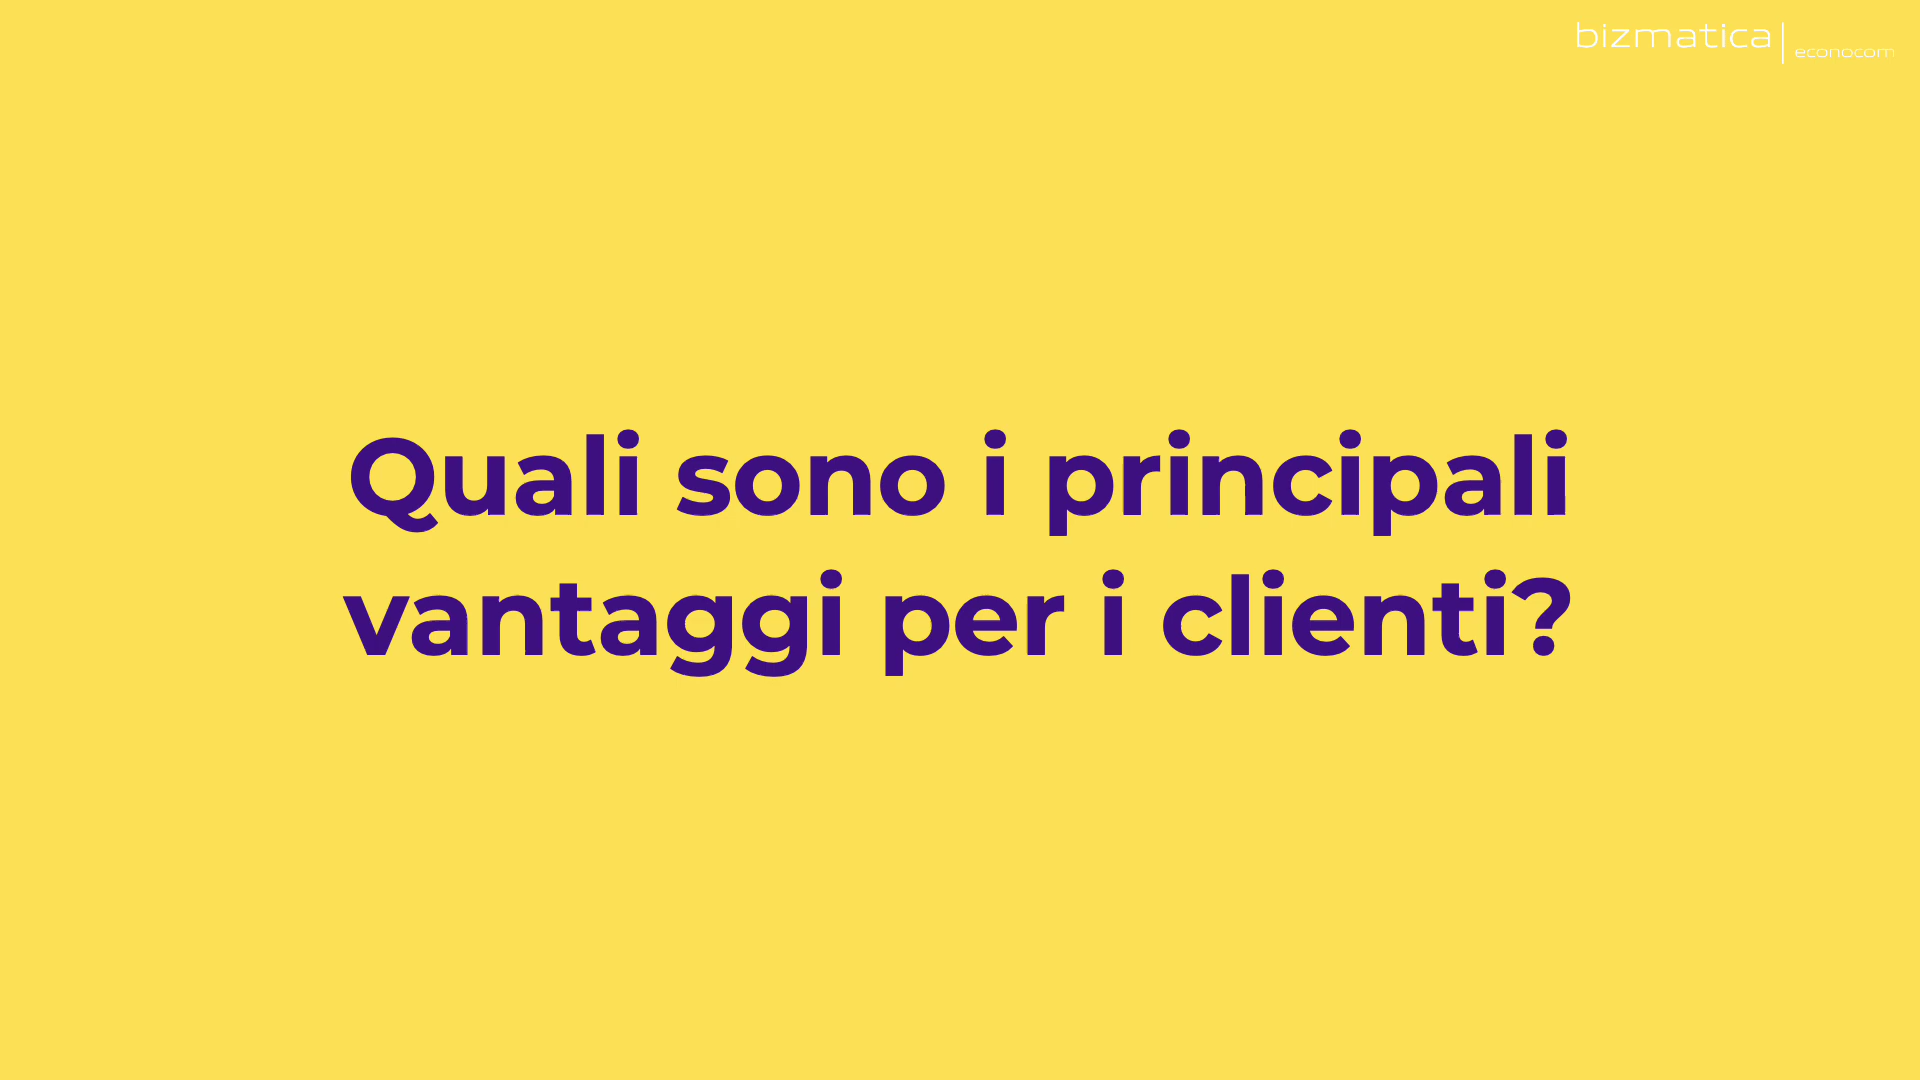 bizmatica
econocom
Quali sono i principali
vantaggi per i clienti?